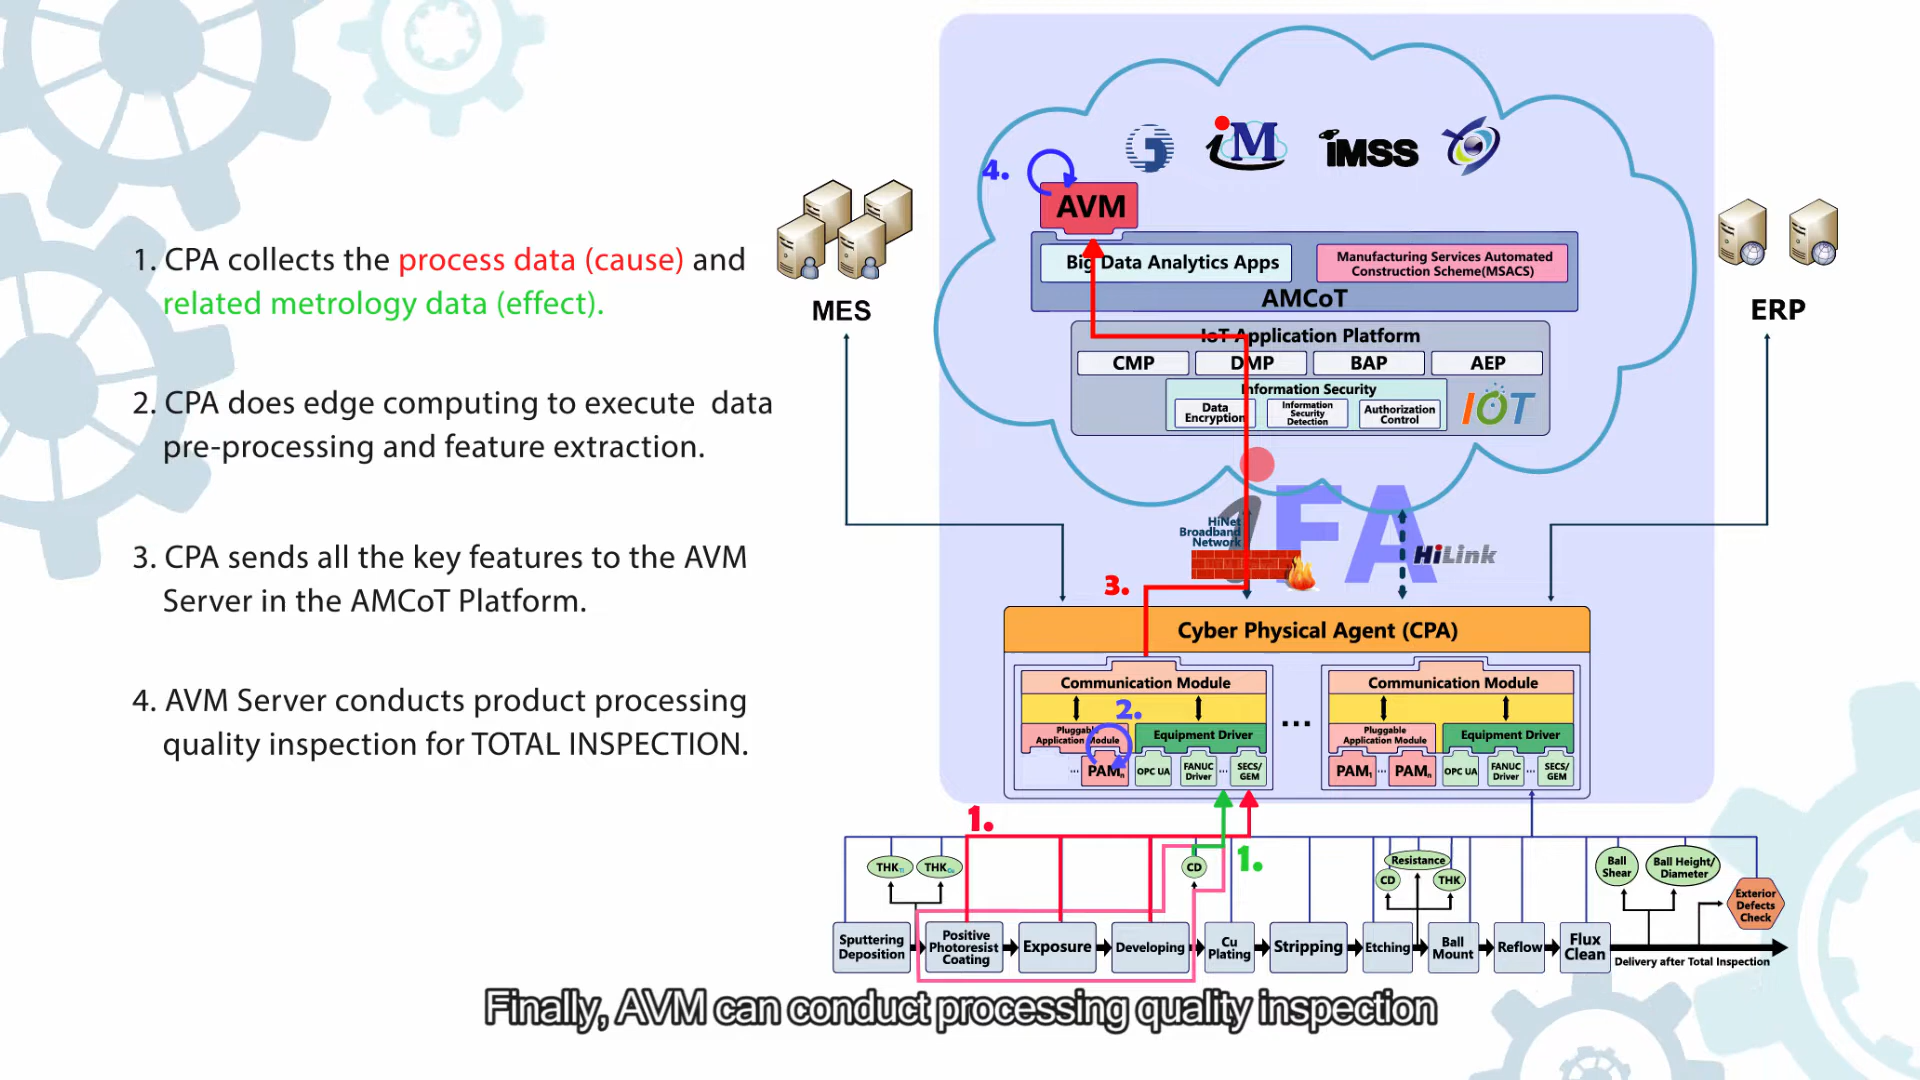 1. CPA collects the process data (cause) and
related metrology data (effect).
2. CPA does edge computing to execute data
pre-processing and feature extraction.
3. CPA sends all the key features to the AVM
Server in the AMCoT Platform.
4. AVM Server conducts product processing
quality inspection for TOTAL INSPECTION.
MES
ERP
iM
iMSS
4.
AVM
Big Data Analytics Apps
Manufacturing Services Automated
Construction Scheme(MSACS)
AMCoT
IoT Application Platform
CMP
DMP
BAP
AEP
Information Security
Data
Encryption
Information
Security
Detection
Authorization
Control
IOT
iFA
HiNet
Broadband
Network
HiLink
3.
Cyber Physical Agent (CPA)
Communication Module
2.
Pluggable
Application Module
Equipment Driver
... PAMn
OPC UA
FANUC
Driver
...
SECS/
GEM
...
Communication Module
Pluggable
Application Module
Equipment Driver
PAM1 ... PAMn
OPC UA
FANUC
Driver
...
SECS/
GEM
1.
1.
THKTi
THKCu
CD
CD
Resistance
THK
Ball
Shear
Ball Height/
Diameter
Exterior
Defects
Check
Sputtering
Deposition
Positive
Photoresist
Coating
Exposure
Developing
Cu
Plating
Stripping
Etching
Ball
Mount
Reflow
Flux
Clean
Delivery after Total Inspection
Finally, AVM can conduct processing quality inspection